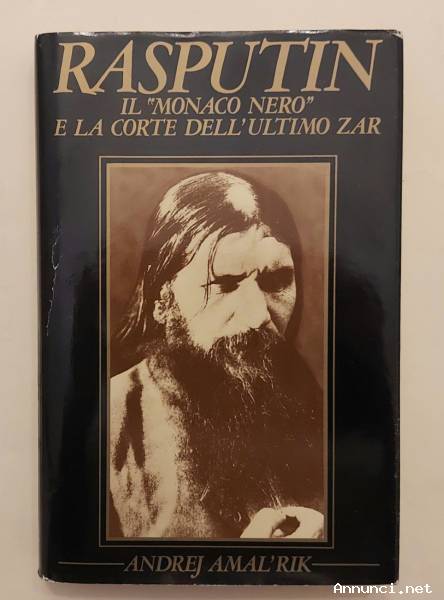 RASPUTIN
IL "MONACO NERO"
E LA CORTE DELL'ULTIMO ZAR
ANDREJ AMAL'RIK
Annunci.net